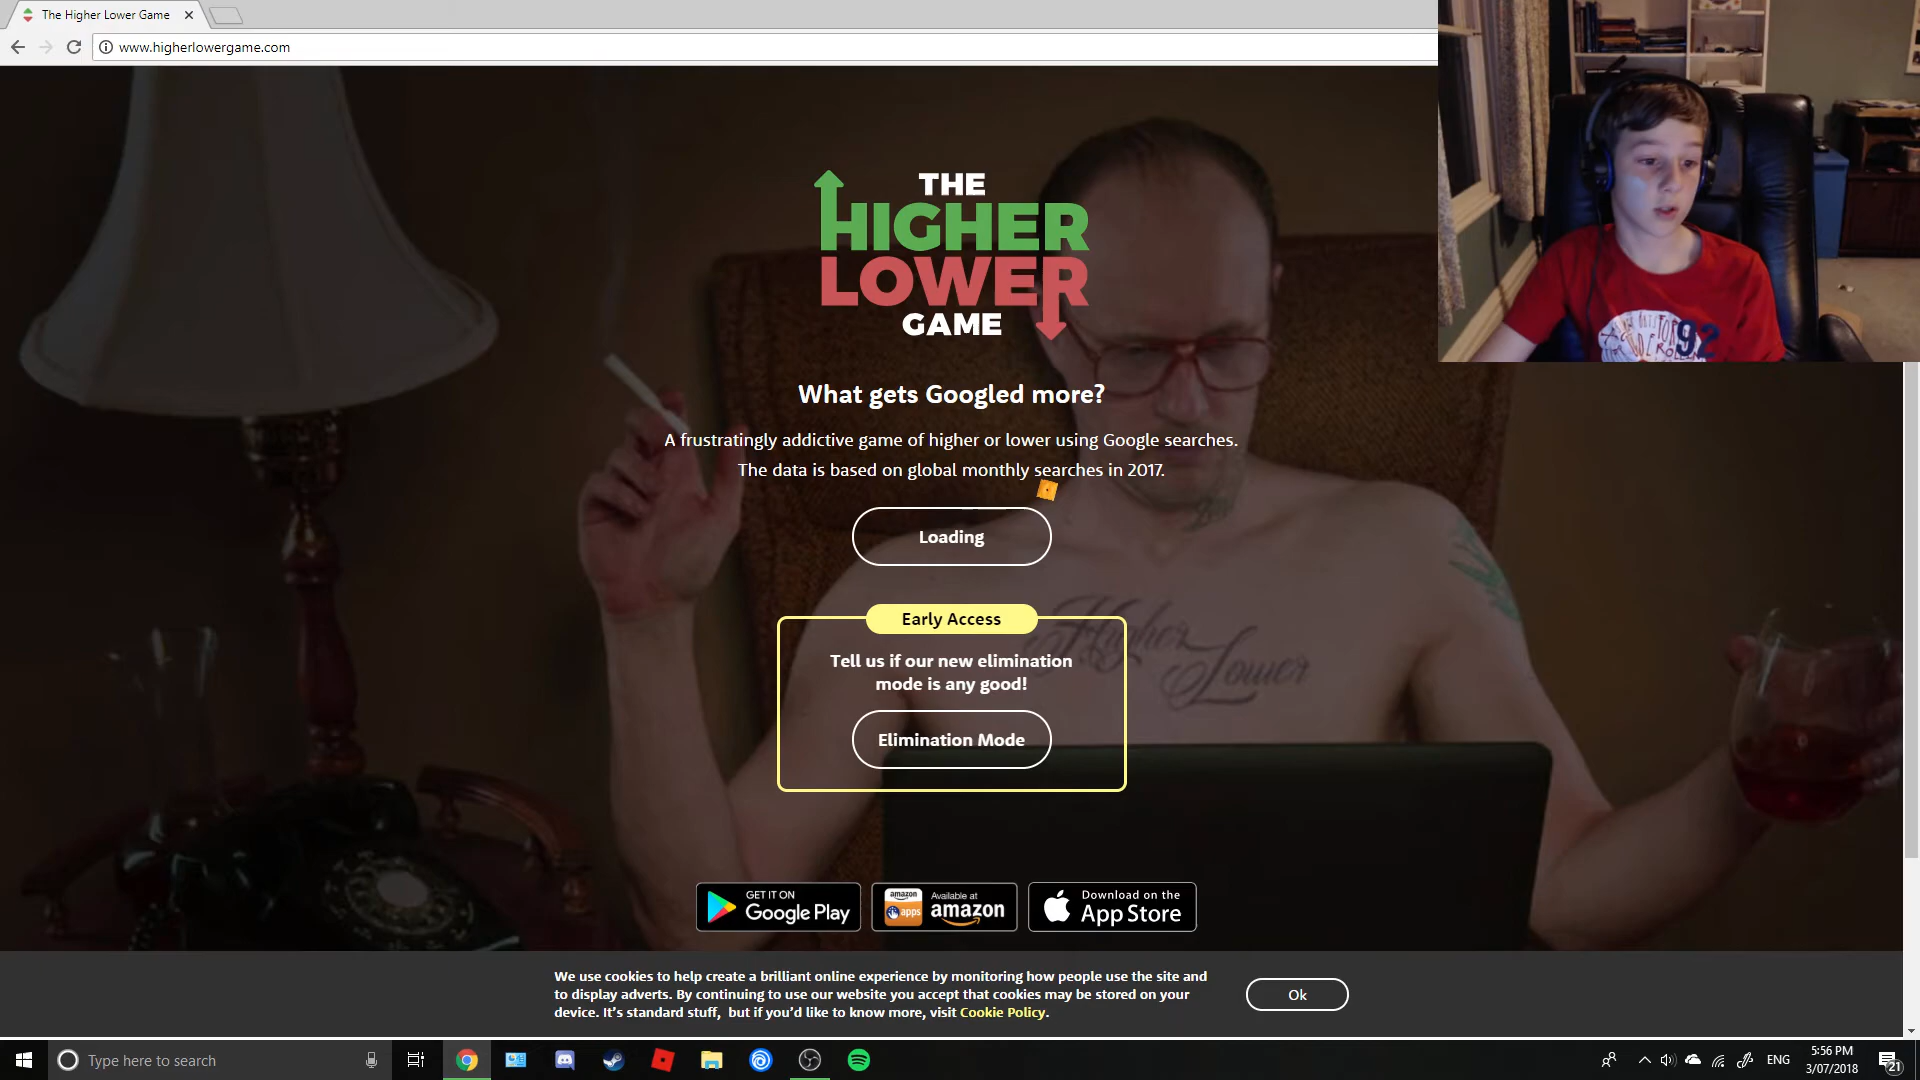 The Higher Lower Game
www.higherlowergame.com
THE
HIGHER
LOWER
GAME
What gets Googled more?
A frustratingly addictive game of higher or lower using Google searches.
The data is based on global monthly searches in 2017.
Loading
Early Access
Tell us if our new elimination
mode is any good!
Elimination Mode
Higher
Lower
GET IT ON
Google Play
amazon
apps
Available at
amazon
Download on the
App Store
We use cookies to help create a brilliant online experience by monitoring how people use the site and
to display adverts. By continuing to use our website you accept that cookies may be stored on your
device. It's standard stuff, but if you'd like to know more, visit Cookie Policy.
Ok
92
Type here to search
ENG
5:56 PM
3/07/2018
21